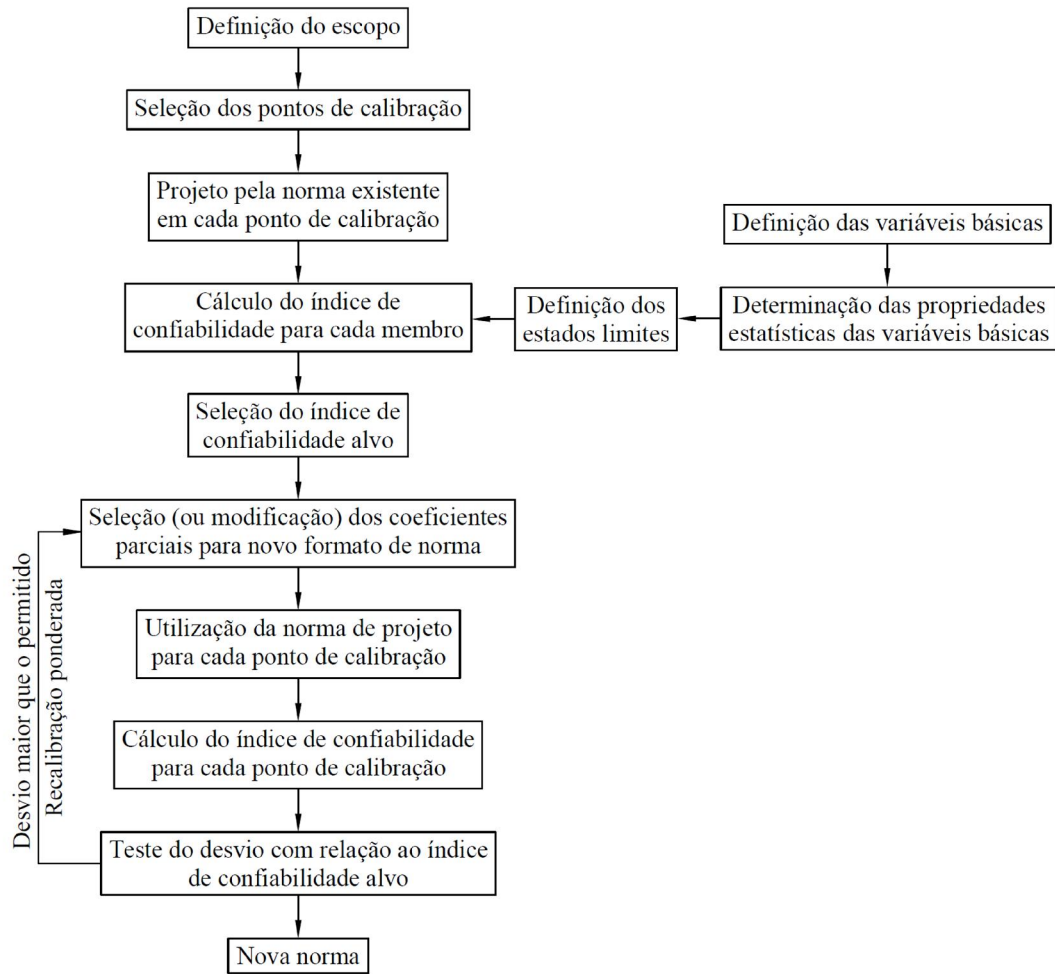 Definição do escopo
Seleção dos pontos de calibração
Projeto pela norma existente
em cada ponto de calibração
Definição das variáveis básicas
Cálculo do índice de
confiabilidade para cada membro
Definição dos
estados limites
Determinação das propriedades
estatísticas das variáveis básicas
Seleção do índice de
confiabilidade alvo
Seleção (ou modificação) dos coeficientes
parciais para novo formato de norma
Desvio maior que o permitido
Recalibração ponderada
Utilização da norma de projeto
para cada ponto de calibração
Cálculo do índice de confiabilidade
para cada ponto de calibração
Teste do desvio com relação ao índice
de confiabilidade alvo
Nova norma